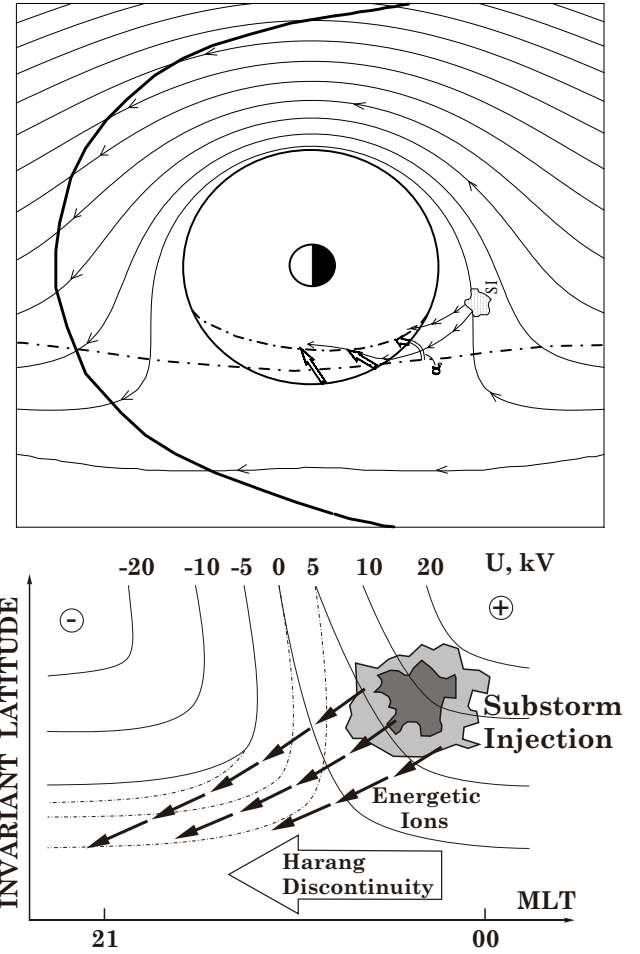 SI
α
-20 -10 -5 0 5 10 20 U, kV
-
+
INVARIANT LATITUDE
Substorm
Injection
Energetic
Ions
Harang
Discontinuity
MLT
21 00